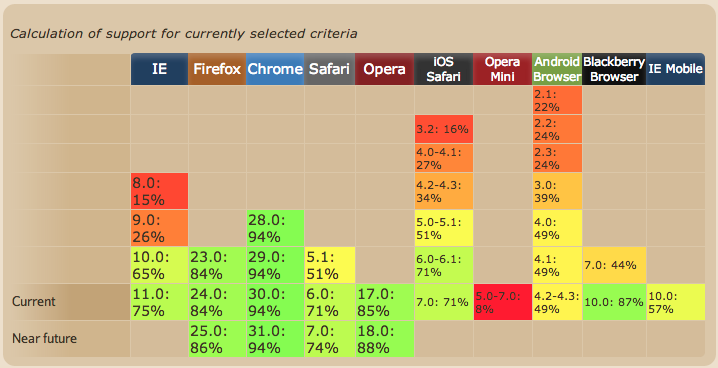 Calculation of support for currently selected criteria
IE Firefox Chrome Safari Opera iOS Safari Opera Mini Android Browser Blackberry Browser IE Mobile
2.1: 22%
3.2: 16% 2.2: 24%
4.0-4.1: 27% 2.3: 24%
8.0: 15% 4.2-4.3: 34% 3.0: 39%
9.0: 26% 28.0: 94% 5.0-5.1: 51% 4.0: 49%
10.0: 65% 23.0: 84% 29.0: 94% 5.1: 51% 6.0-6.1: 71% 4.1: 49% 7.0: 44%
Current 11.0: 75% 24.0: 84% 30.0: 94% 6.0: 71% 17.0: 85% 7.0: 71% 5.0-7.0: 8% 4.2-4.3: 49% 10.0: 87% 10.0: 57%
Near future 25.0: 86% 31.0: 94% 7.0: 74% 18.0: 88%